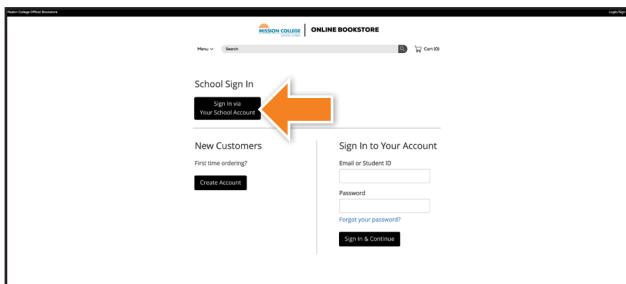 Mission College Official Bookstore
Login/Sign
MISSION COLLEGE
ONLINE BOOKSTORE
Menu
Search
Cart (0)
School Sign In
Sign In via
Your School Account
New Customers
First time ordering?
Create Account
Sign In to Your Account
Email or Student ID
Password
Forgot your password?
Sign In & Continue